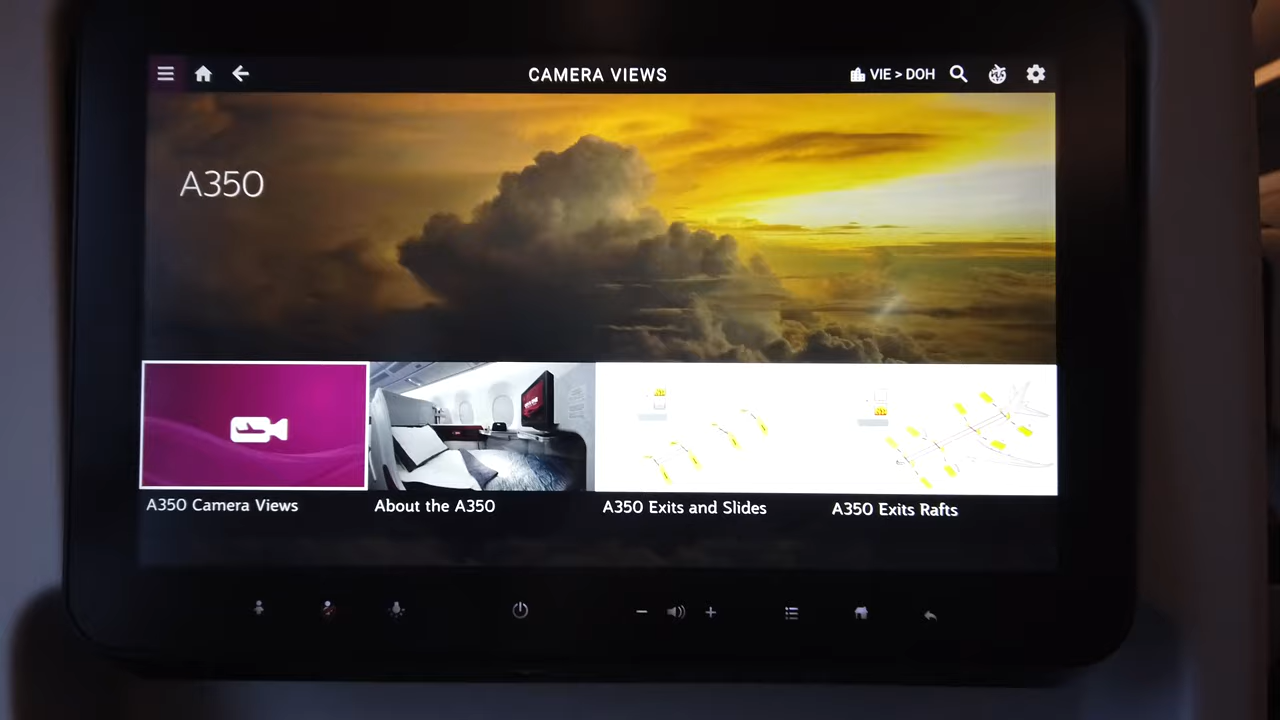 CAMERA VIEWS
VIE > DOH
A350
A350 Camera Views
About the A350
A350 Exits and Slides
A350 Exits Rafts